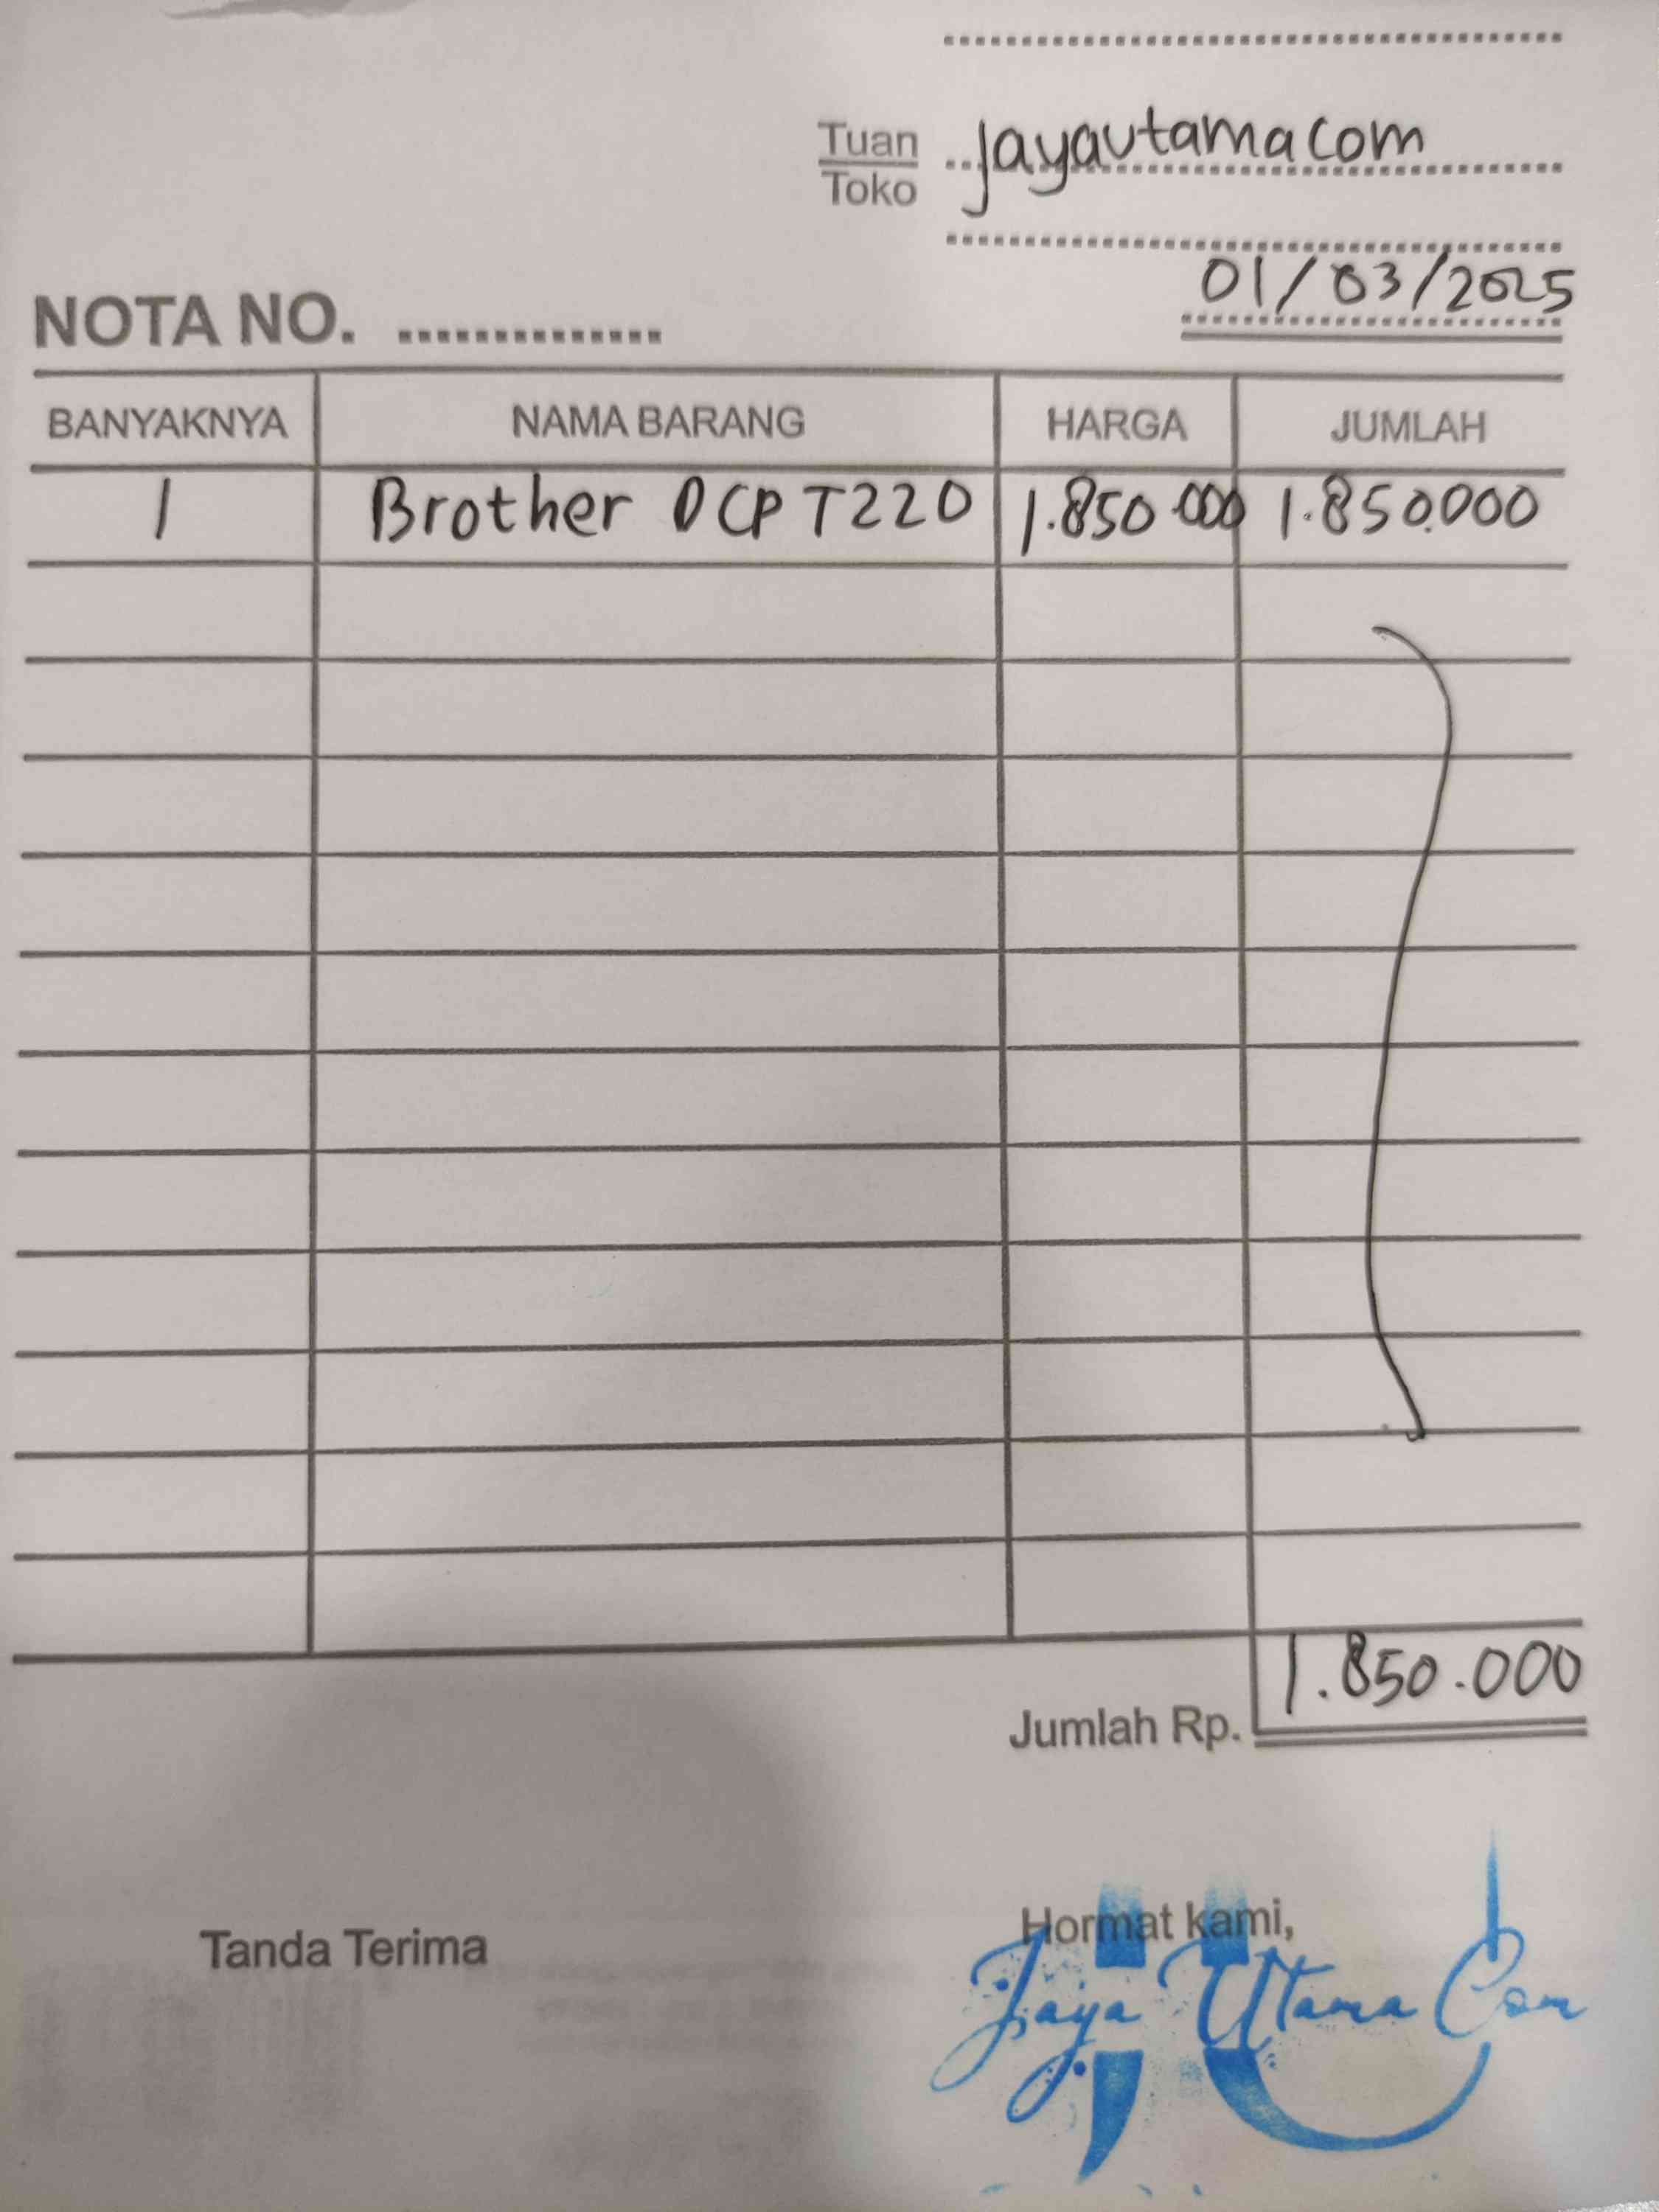 Tuan
Toko
Jayautamacom
01/03/2025
NOTA NO. ..............
BANYAKNYA NAMA BARANG HARGA JUMLAH
1 Brother DCP T220 1.850.000 1.850.000
Jumlah Rp. 1.850.000
Tanda Terima Hormat kami,
Jaya Utama Com